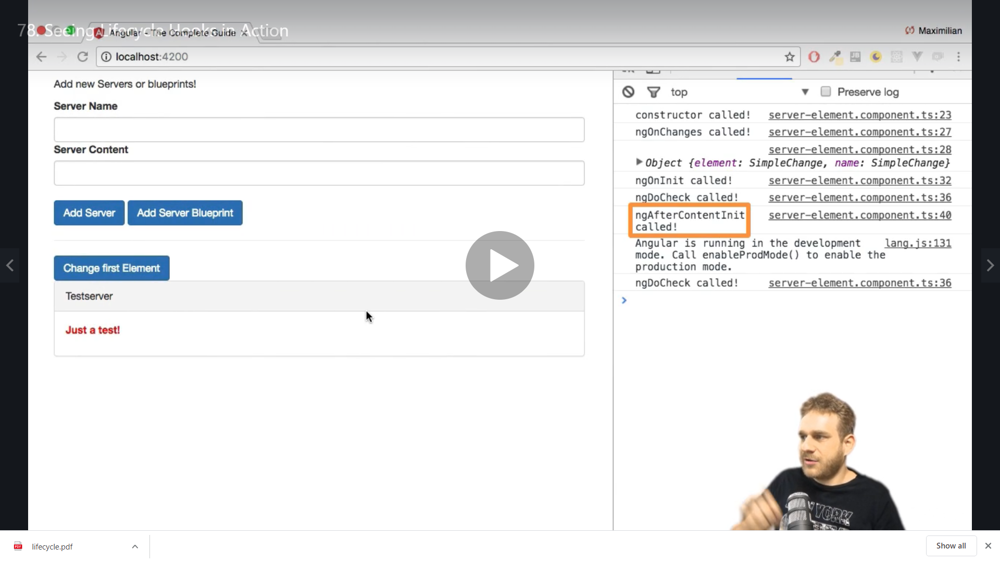 78. Seeing Lifecycle Hooks in Action
Angular - The Complete Guide
Maximilian
localhost:4200
JB
Add new Servers or blueprints!
Server Name
Server Content
Add Server
Add Server Blueprint
Change first Element
Testserver
Just a test!
top
Preserve log
constructor called! server-element.component.ts:23
ngOnChanges called! server-element.component.ts:27
server-element.component.ts:28
Object {element: SimpleChange, name: SimpleChange}
ngOnInit called! server-element.component.ts:32
ngDoCheck called! server-element.component.ts:36
ngAfterContentInit server-element.component.ts:40
called!
Angular is running in the development lang.js:131
mode. Call enableProdMode() to enable the
production mode.
ngDoCheck called! server-element.component.ts:36
YORK
PDF
lifecycle.pdf
Show all